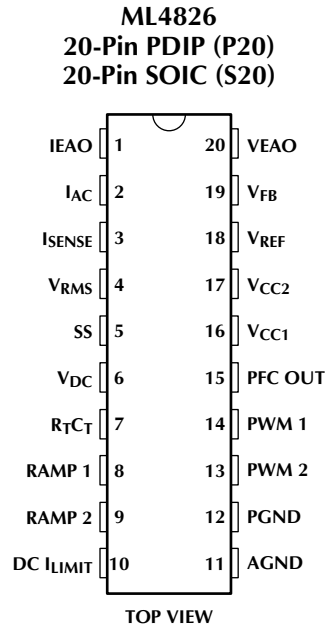 ML4826
20-Pin PDIP (P20)
20-Pin SOIC (S20)
IEAO 1 20 VEAO
IAC 2 19 VFB
ISENSE 3 18 VREF
VRMS 4 17 VCC2
SS 5 16 VCC1
VDC 6 15 PFC OUT
RTCT 7 14 PWM 1
RAMP 1 8 13 PWM 2
RAMP 2 9 12 PGND
DC ILIMIT 10 11 AGND
TOP VIEW